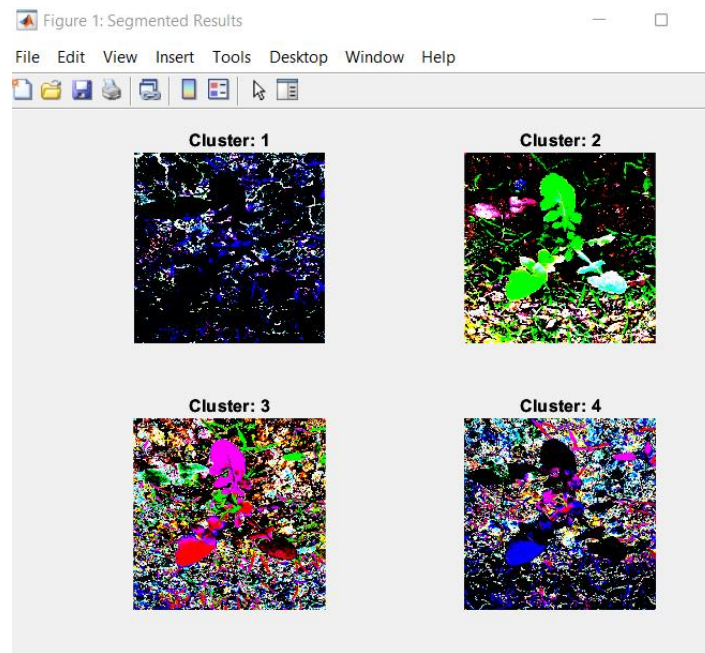 Figure 1: Segmented Results
File Edit View Insert Tools Desktop Window Help
Cluster: 1
Cluster: 2
Cluster: 3
Cluster: 4